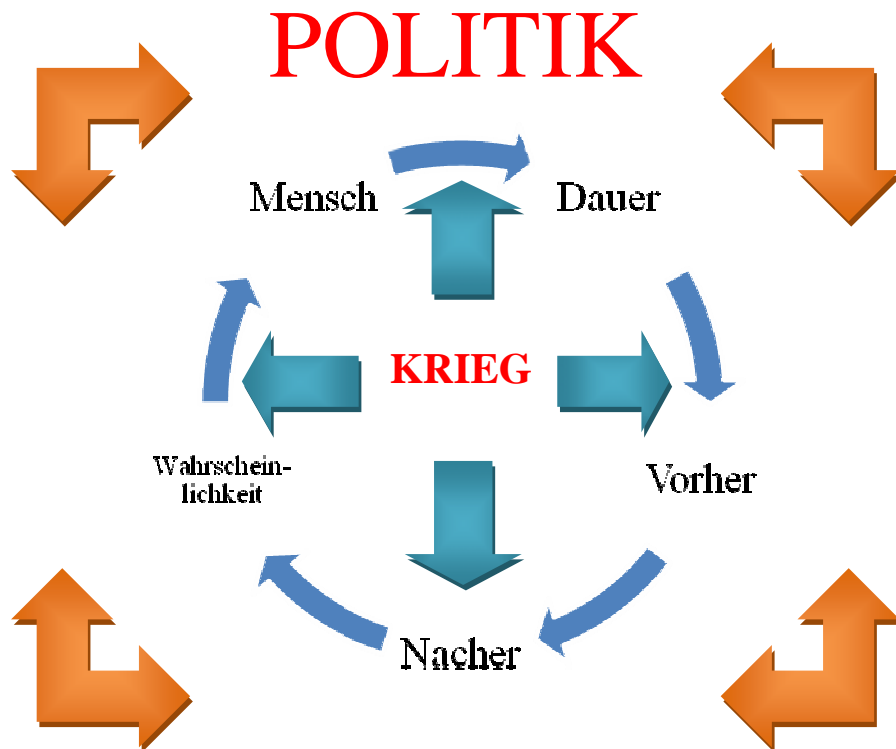 POLITIK
Mensch
Dauer
KRIEG
Wahrschein-
lichkeit
Vorher
Nacher